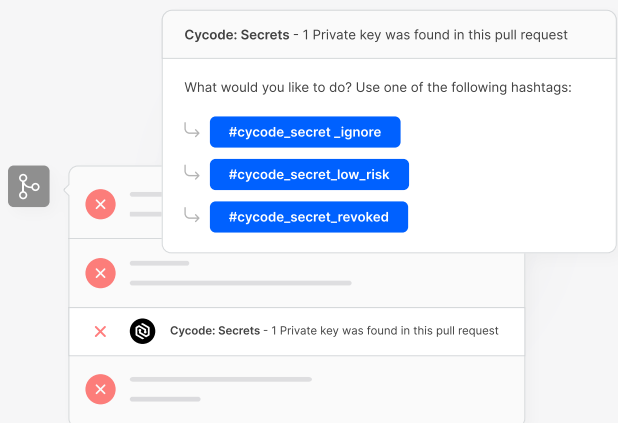 Cycode: Secrets - 1 Private key was found in this pull request
What would you like to do? Use one of the following hashtags:
#cycode_secret _ignore
#cycode_secret_low_risk
#cycode_secret_revoked
Cycode: Secrets - 1 Private key was found in this pull request